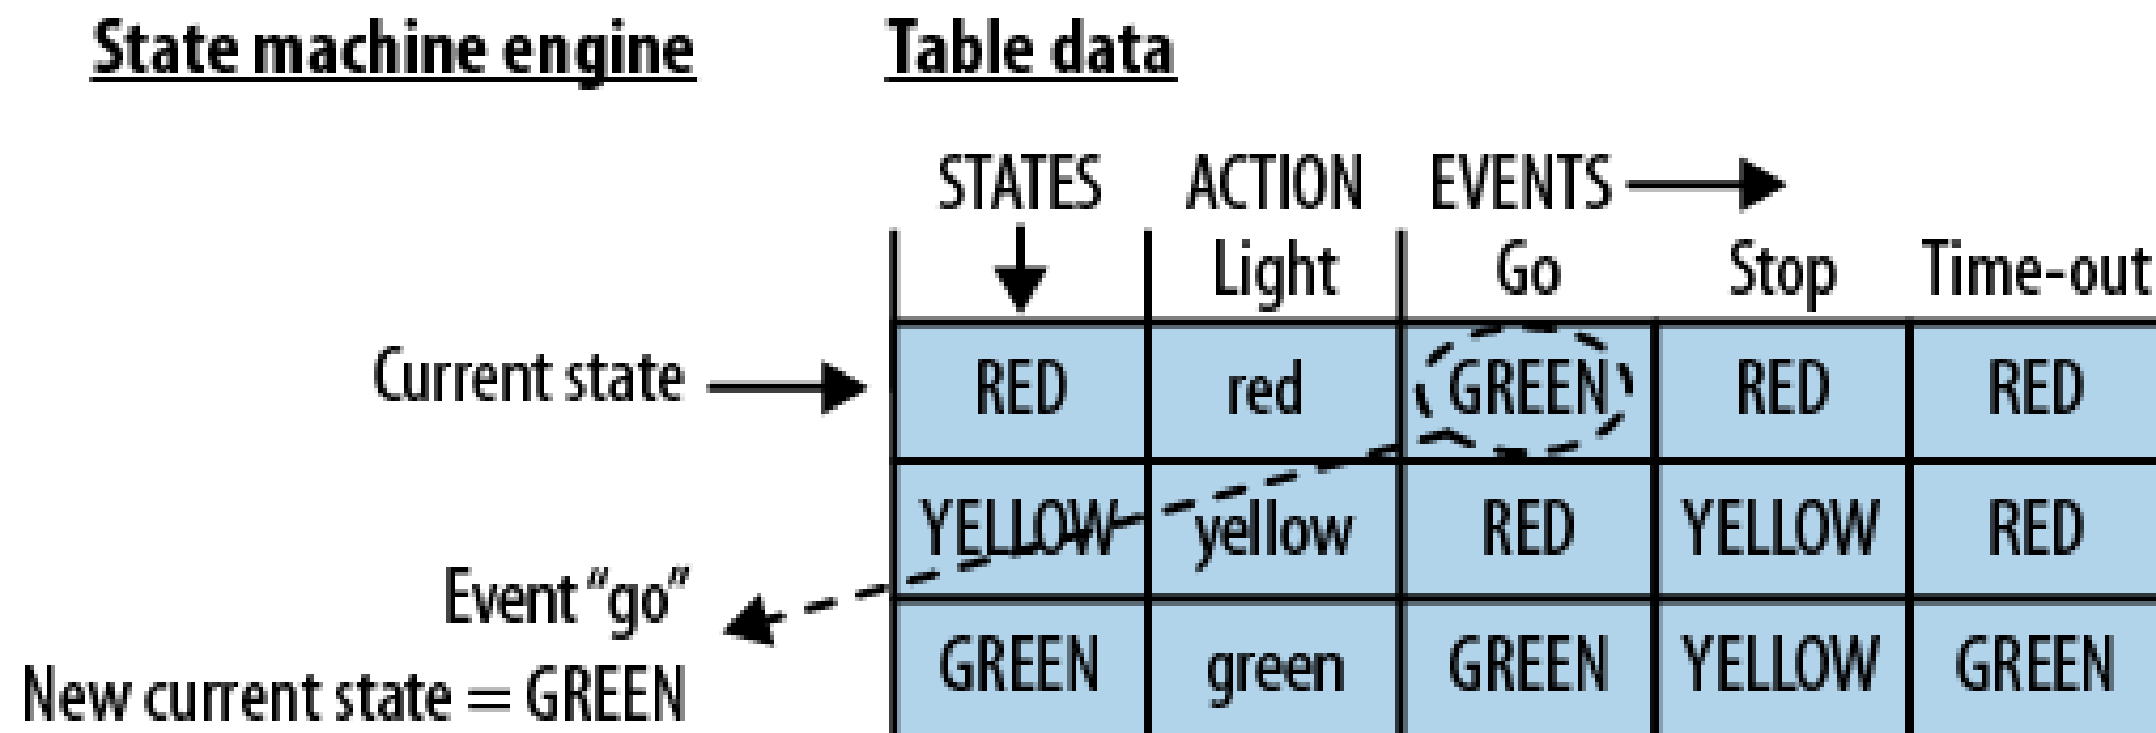 State machine engine
Table data
STATES ACTION EVENTS
Light Go Stop Time-out
Current state
RED red GREEN RED RED
YELLOW yellow RED YELLOW RED
Event “go”
New current state = GREEN
GREEN green GREEN YELLOW GREEN